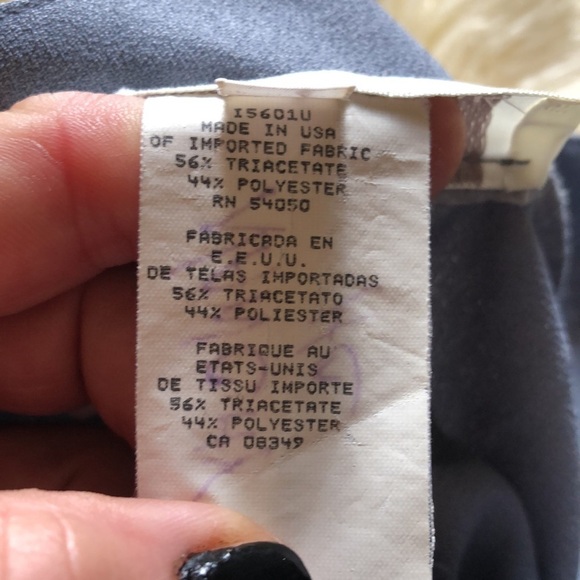 I5601U
MADE IN USA
OF IMPORTED FABRIC
56% TRIACETATE
44% POLYESTER
RN 54050
FABRICADA EN
E.E.U.U.
DE TELAS IMPORTADAS
56% TRIACETATO
44% POLIESTER
FABRIQUE AU
ETATS-UNIS
DE TISSU IMPORTE
56% TRIACETATE
44% POLYESTER
CA 08349